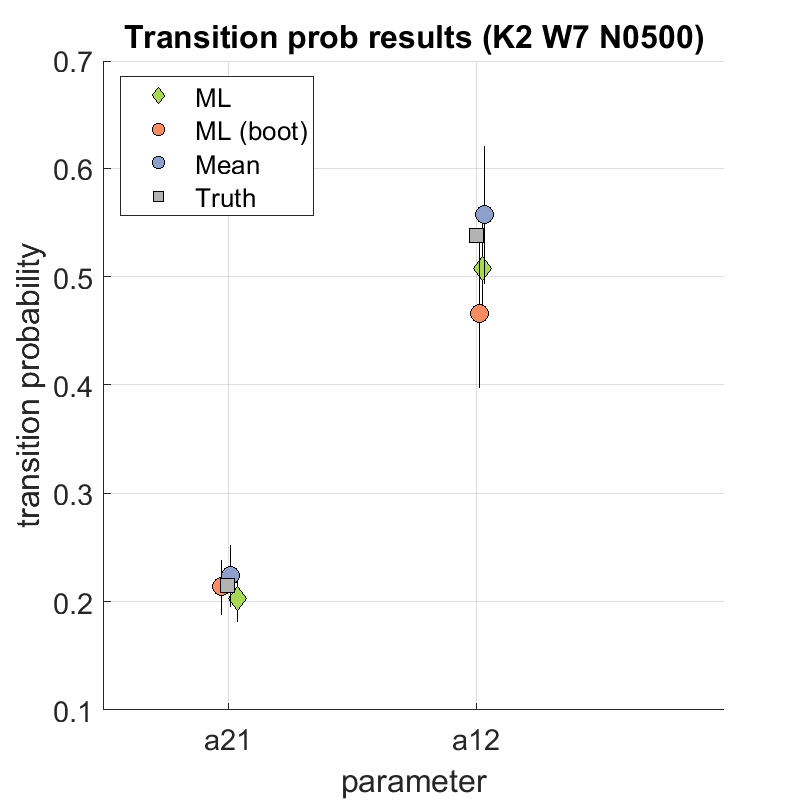 Transition prob results (K2 W7 N0500)
0.7
ML
ML (boot)
Mean
Truth
0.6
0.5
0.4
0.3
0.2
0.1
transition probability
a21
a12
parameter